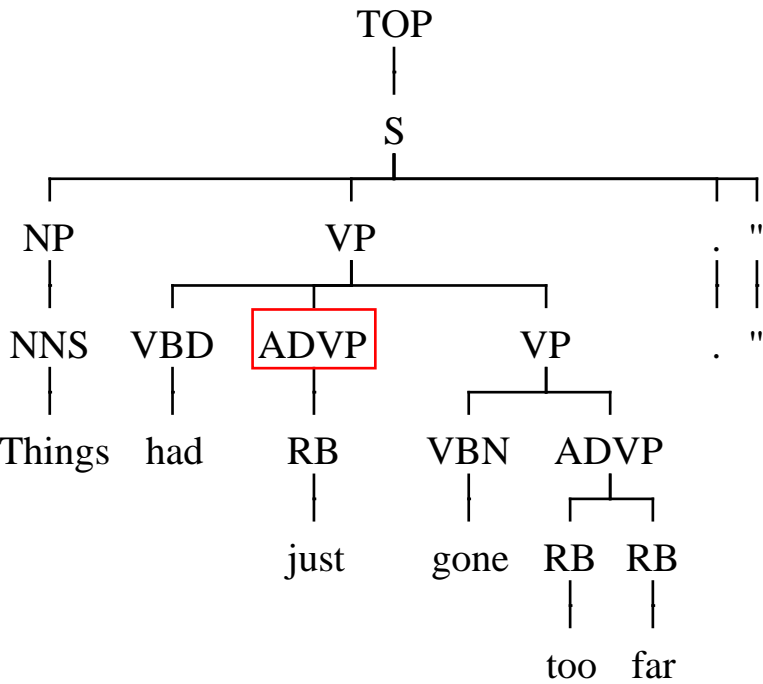 TOP
S
NP VP . "
NNS VBD ADVP VP . "
Things had RB VBN ADVP
just gone RB RB
too far